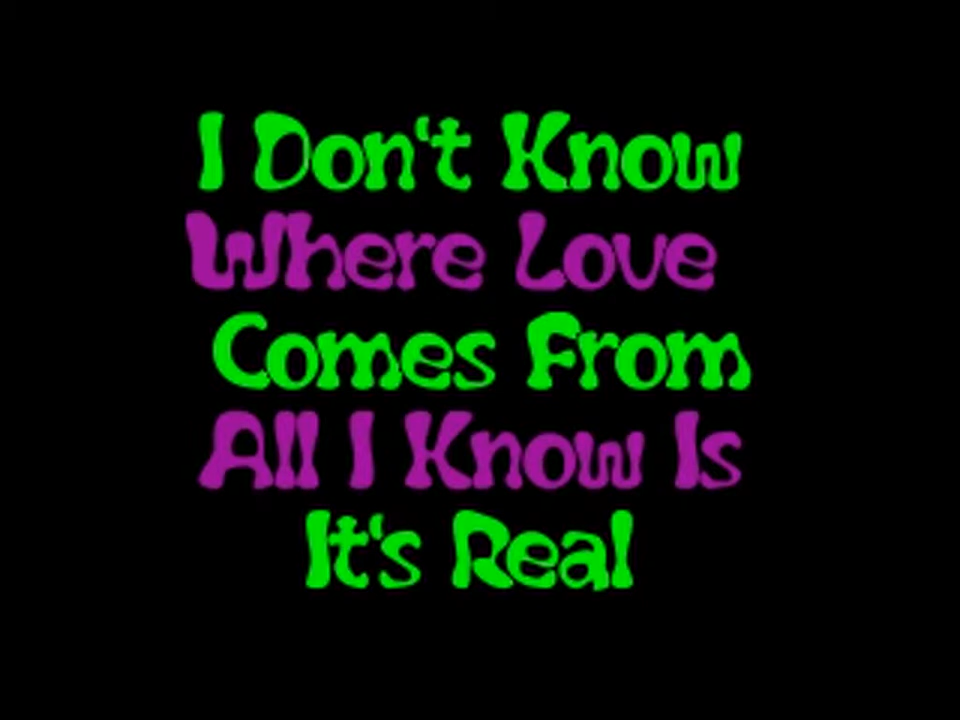 I Don't Know
Where Love
Comes From
All I Know Is
It's Real